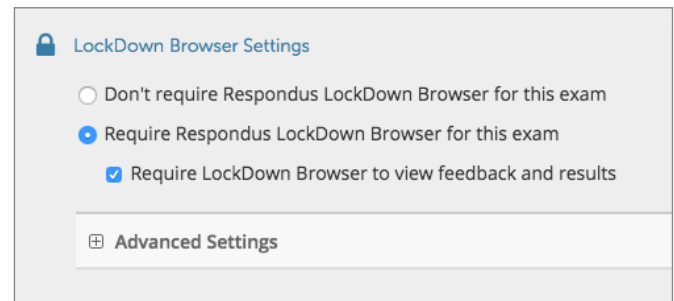 LockDown Browser Settings
Don't require Respondus LockDown Browser for this exam
Require Respondus LockDown Browser for this exam
Require LockDown Browser to view feedback and results
Advanced Settings